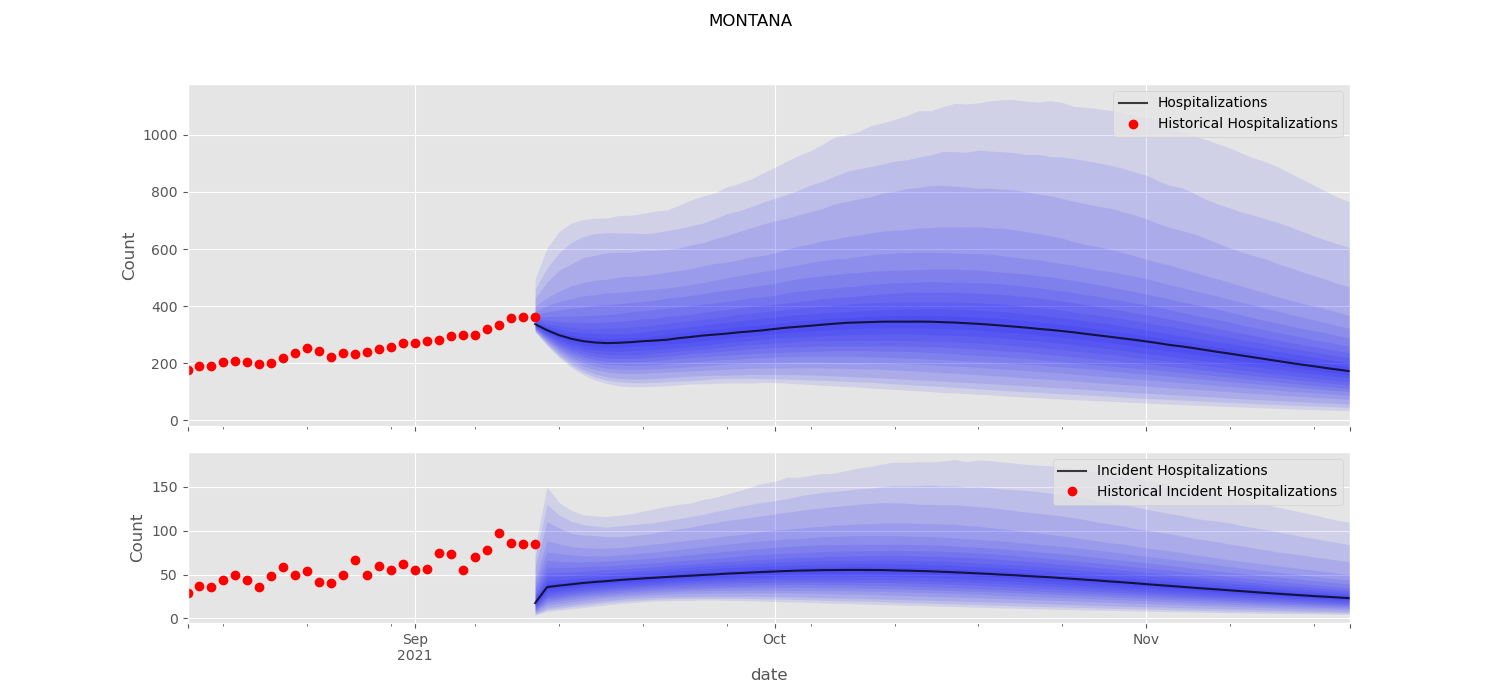 MONTANA
Hospitalizations
Historical Hospitalizations
Count
1000
800
600
400
200
0
Incident Hospitalizations
Historical Incident Hospitalizations
Count
150
100
50
0
Sep
2021
Oct
Nov
date